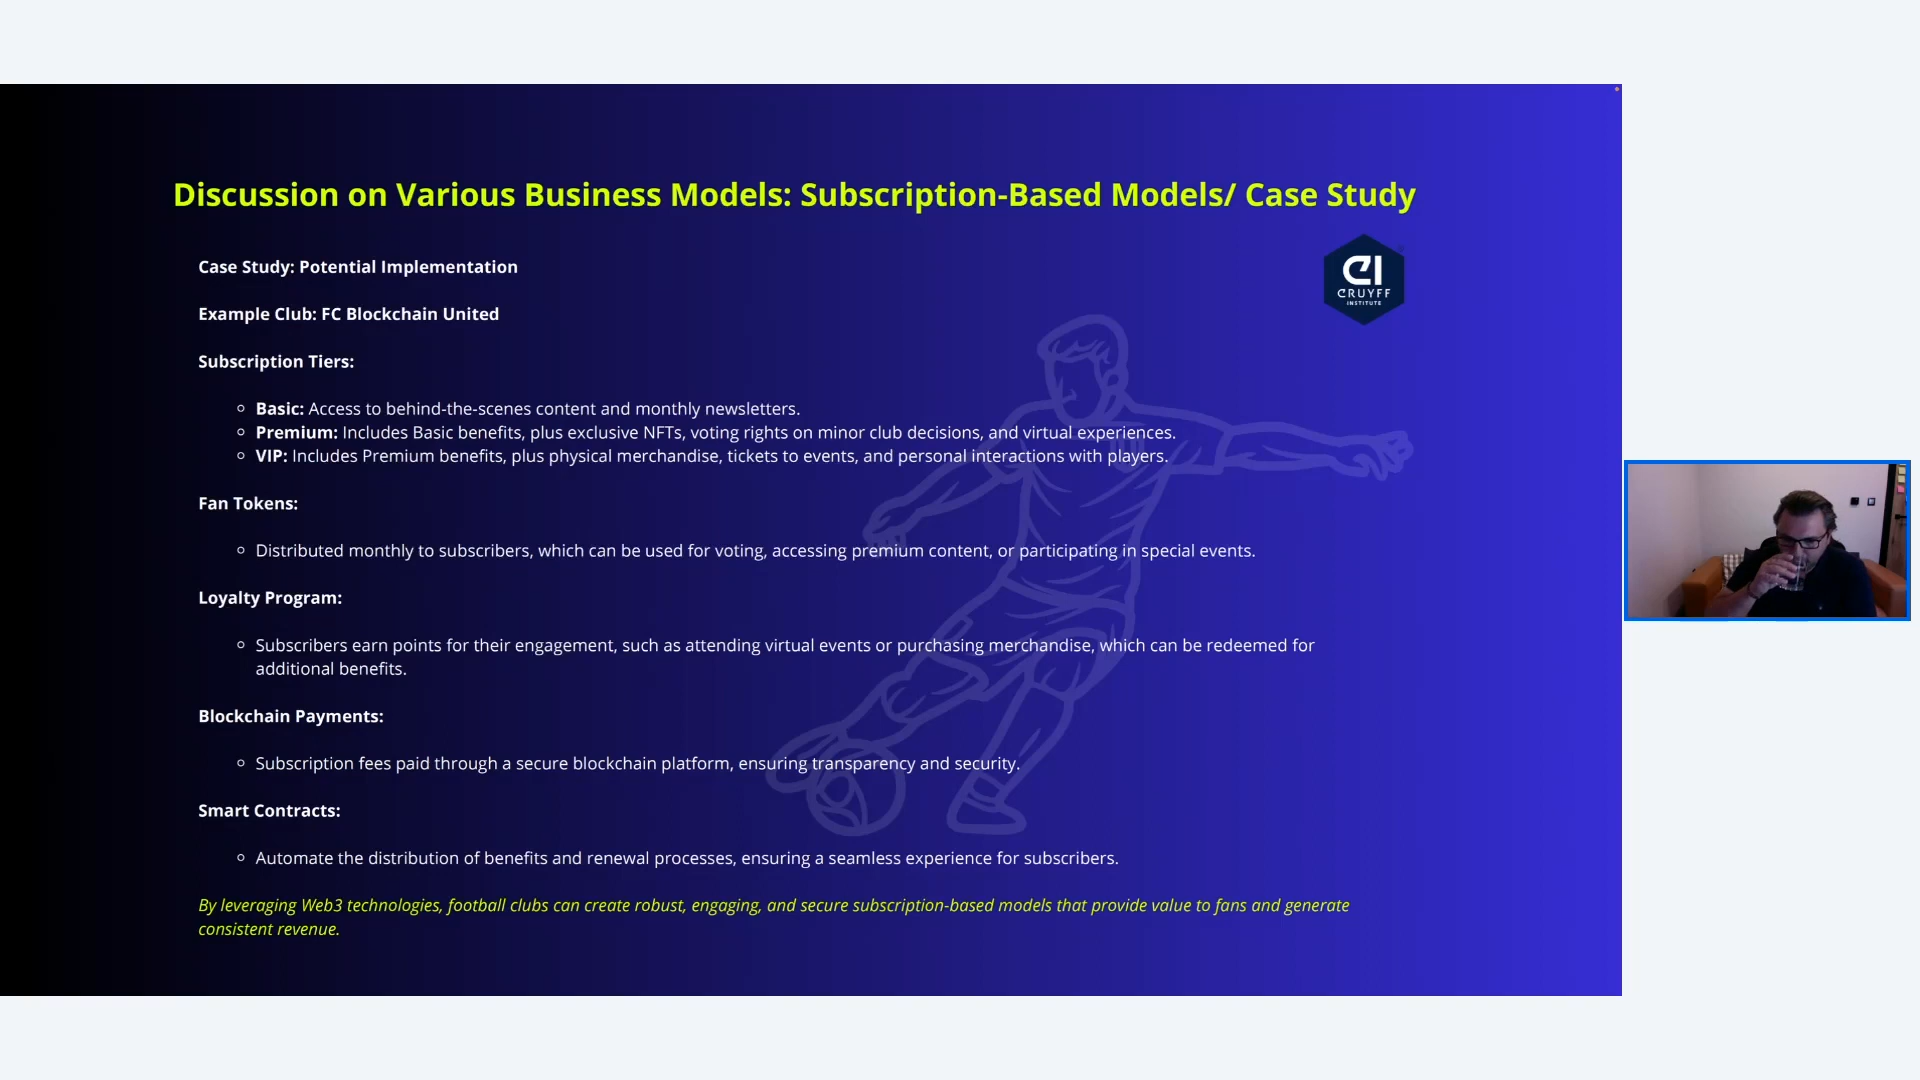 Discussion on Various Business Models: Subscription-Based Models/ Case Study
CRUYFF
INSTITUTE
Case Study: Potential Implementation
Example Club: FC Blockchain United
Subscription Tiers:
Basic: Access to behind-the-scenes content and monthly newsletters.
Premium: Includes Basic benefits, plus exclusive NFTs, voting rights on minor club decisions, and virtual experiences.
VIP: Includes Premium benefits, plus physical merchandise, tickets to events, and personal interactions with players.
Fan Tokens:
Distributed monthly to subscribers, which can be used for voting, accessing premium content, or participating in special events.
Loyalty Program:
Subscribers earn points for their engagement, such as attending virtual events or purchasing merchandise, which can be redeemed for
additional benefits.
Blockchain Payments:
Subscription fees paid through a secure blockchain platform, ensuring transparency and security.
Smart Contracts:
Automate the distribution of benefits and renewal processes, ensuring a seamless experience for subscribers.
By leveraging Web3 technologies, football clubs can create robust, engaging, and secure subscription-based models that provide value to fans and generate
consistent revenue.